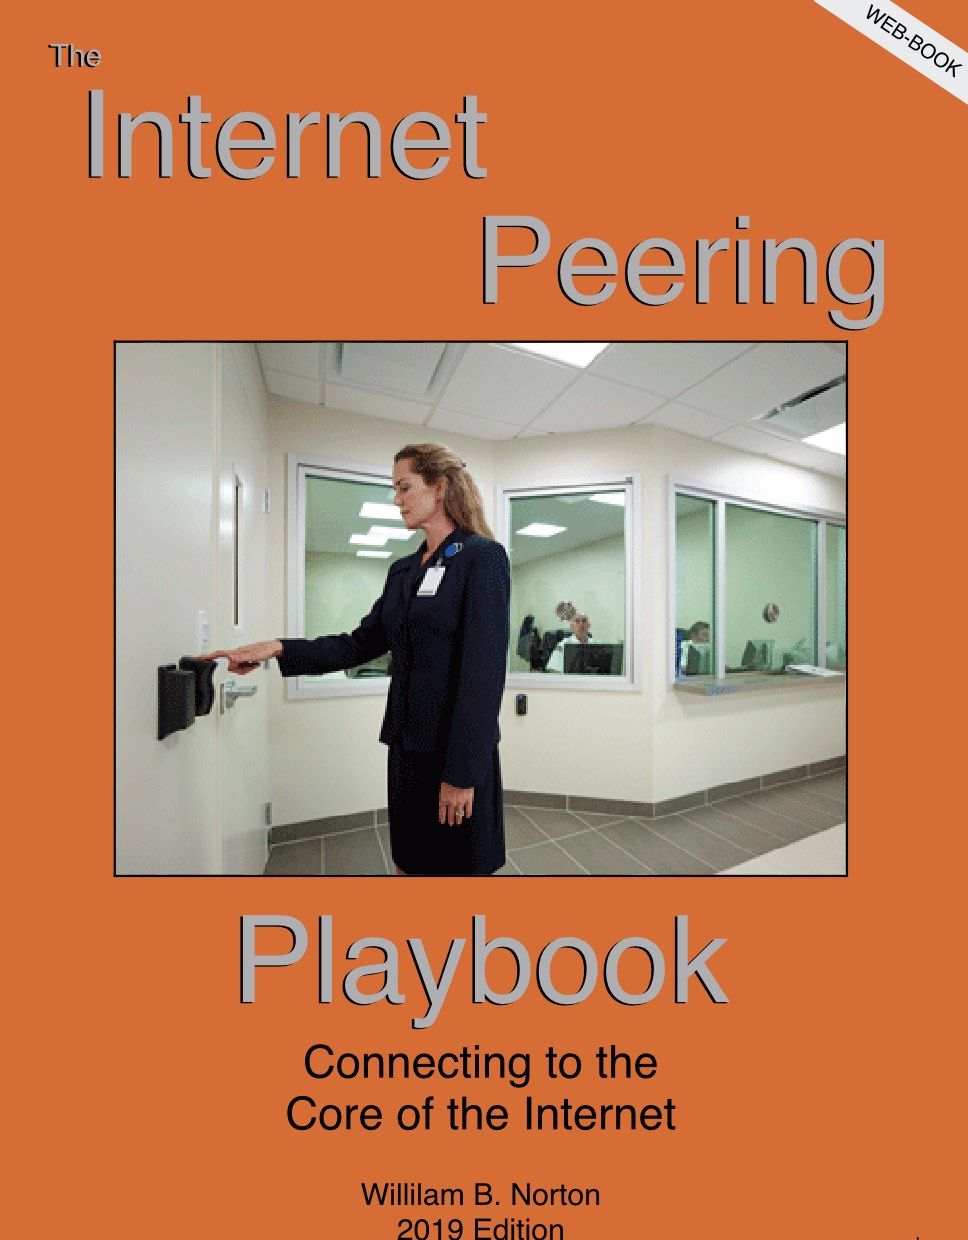 WEB-BOOK
The
Internet
Peering
Playbook
Connecting to the
Core of the Internet
Willilam B. Norton
2019 Edition